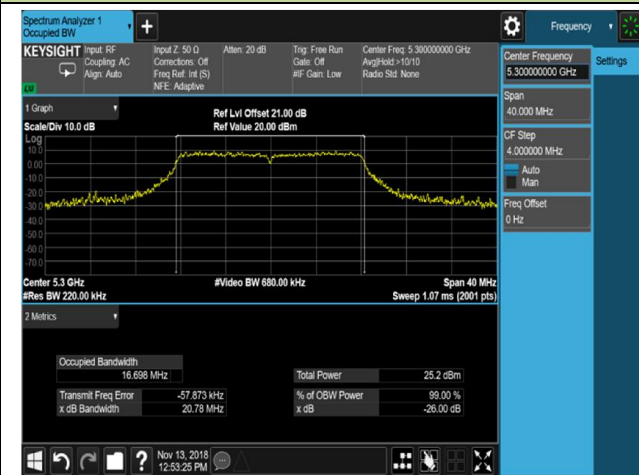 Spectrum Analyzer 1
Occupied BW
+
Frequency
KEYSIGHT
Input: RF
Coupling: AC
Align: Auto
Input Z: 50 Ω
Corrections: Off
Freq Ref: Int (S)
NFE: Adaptive
Atten: 20 dB
Trig: Free Run
Gate: Off
#IF Gain: Low
Center Freq: 5.300000000 GHz
Avg|Hold:>10/10
Radio Std: None
LU
Center Frequency
5.300000000 GHz
Settings
Span
40.000 MHz
CF Step
4.000000 MHz
Auto
Man
Freq Offset
0 Hz
1 Graph
Scale/Div 10.0 dB
Ref Lvl Offset 21.00 dB
Ref Value 20.00 dBm
Log
10.0
0.00
-10.0
-20.0
-30.0
-40.0
-50.0
-60.0
-70.0
Center 5.3 GHz
#Video BW 680.00 kHz
Span 40 MHz
#Res BW 220.00 kHz
Sweep 1.07 ms (2001 pts)
2 Metrics
Occupied Bandwidth
16.698 MHz
Total Power 25.2 dBm
Transmit Freq Error -57.873 kHz
% of OBW Power 99.00 %
x dB Bandwidth 20.78 MHz
x dB -26.00 dB
?
Nov 13, 2018
12:53:25 PM